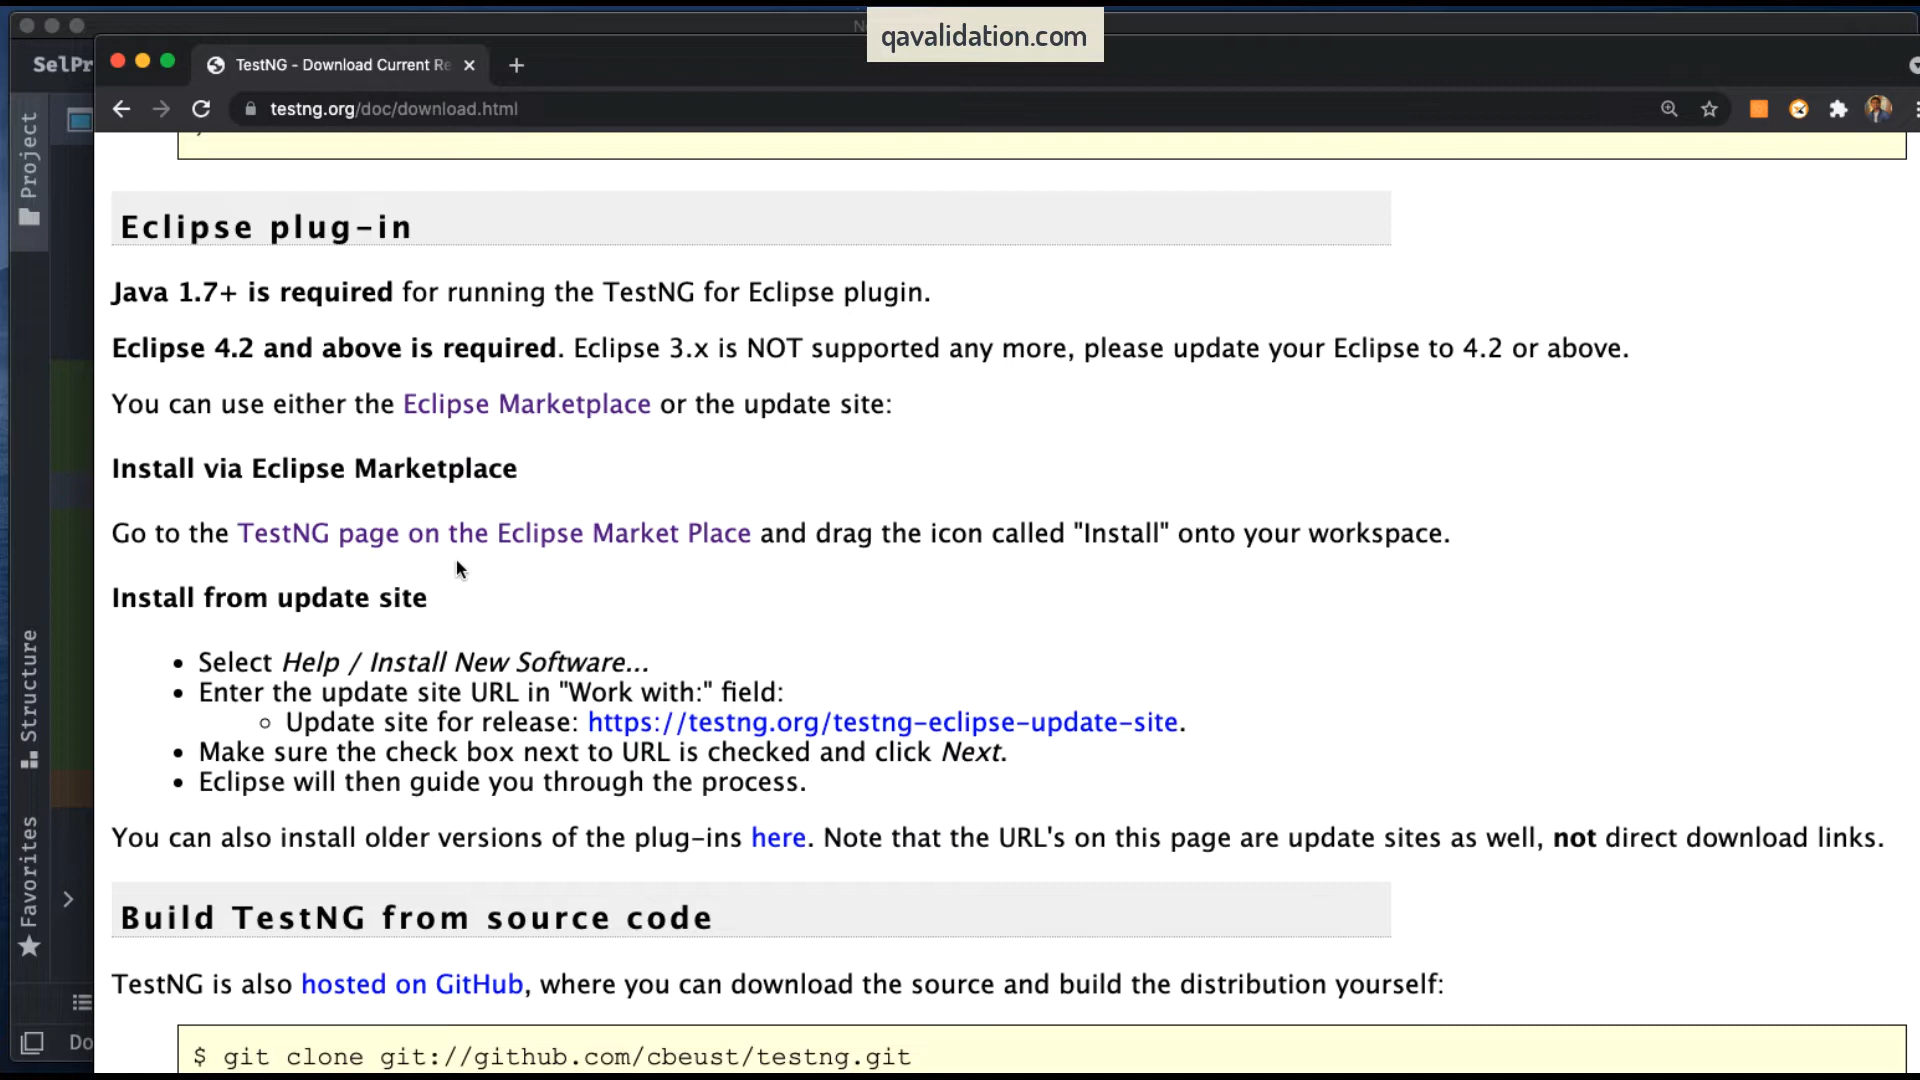 qavalidation.com
SelPr
TestNG - Download Current Re
testng.org/doc/download.html
Project
Eclipse plug-in
Java 1.7+ is required for running the TestNG for Eclipse plugin.
Eclipse 4.2 and above is required. Eclipse 3.x is NOT supported any more, please update your Eclipse to 4.2 or above.
You can use either the Eclipse Marketplace or the update site:
Install via Eclipse Marketplace
Go to the TestNG page on the Eclipse Market Place and drag the icon called "Install" onto your workspace.
Install from update site
• Select Help / Install New Software...
• Enter the update site URL in "Work with:" field:
◦ Update site for release: https://testng.org/testng-eclipse-update-site.
• Make sure the check box next to URL is checked and click Next.
• Eclipse will then guide you through the process.
Structure
You can also install older versions of the plug-ins here. Note that the URL's on this page are update sites as well, not direct download links.
Favorites
Build TestNG from source code
TestNG is also hosted on GitHub, where you can download the source and build the distribution yourself:
Do
$ git clone git://github.com/cbeust/testng.git